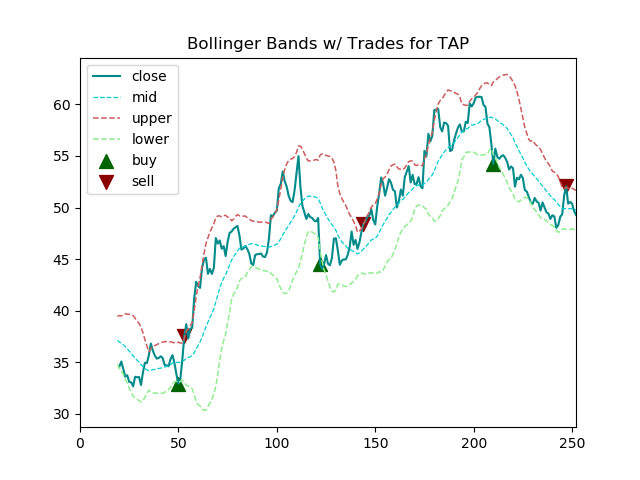 Bollinger Bands w/ Trades for TAP
close
mid
upper
lower
buy
sell
60
55
50
45
40
35
30
0 50 100 150 200 250